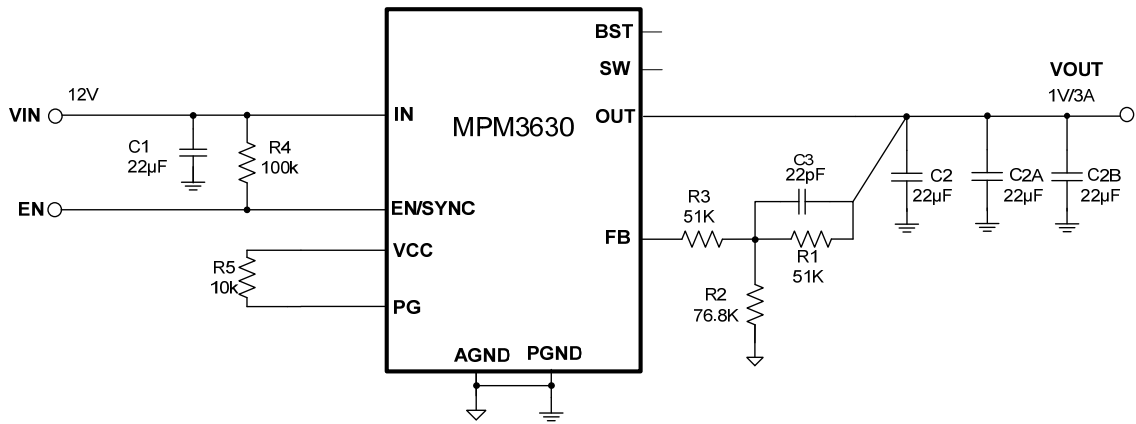 BST
SW
VOUT
12V
1V/3A
VIN
IN
MPM3630
OUT
C1
22µF
R4
100k
C3
22pF
C2
22µF
C2A
22µF
C2B
22µF
EN
EN/SYNC
R3
51K
FB
VCC
R1
51K
R5
10k
R2
76.8K
PG
AGND
PGND